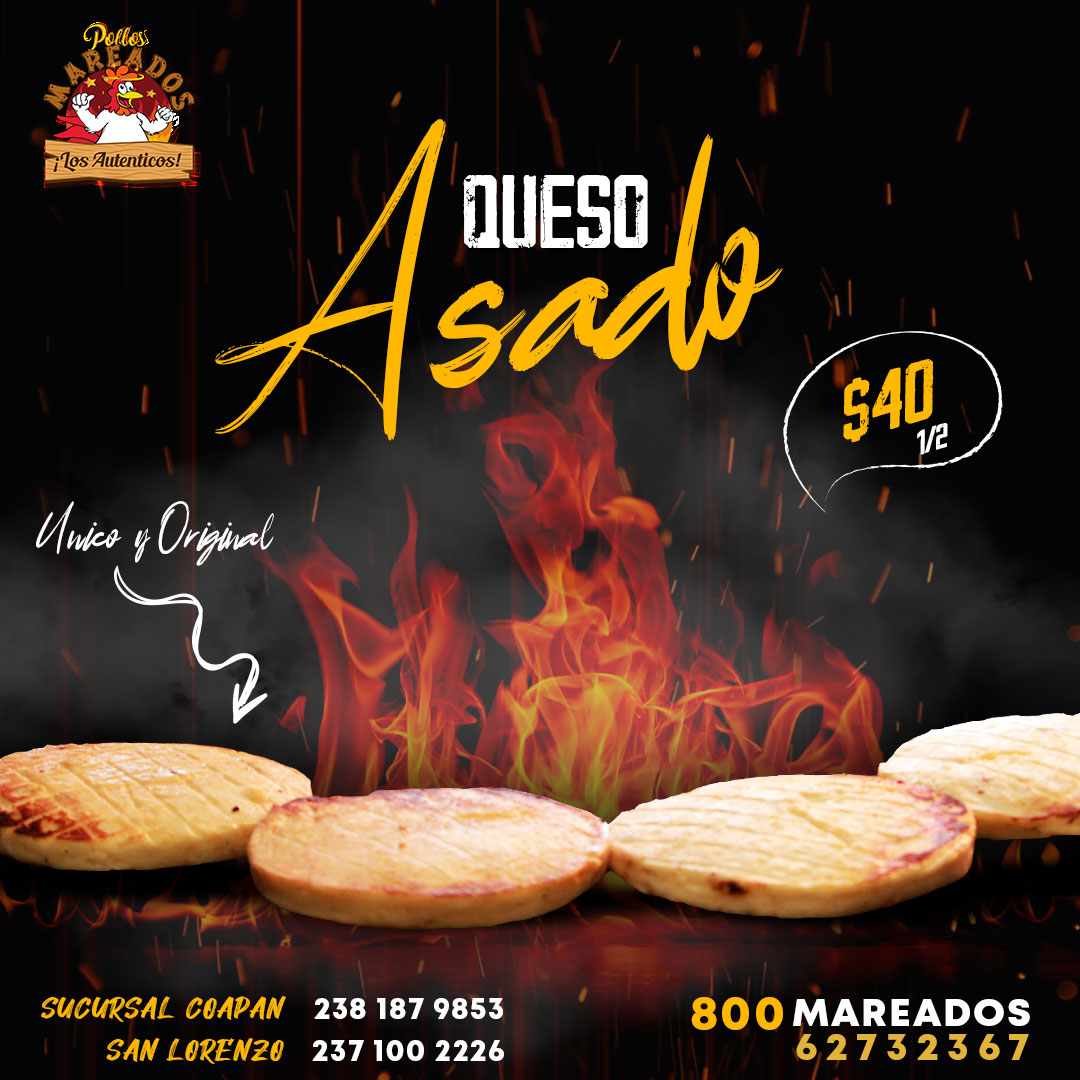 Pollos
MAREADOS
¡Los Autenticos!
QUESO
Asado
$40
1/2
Unico y Original
SUCURSAL COAPAN 238 187 9853
SAN LORENZO 237 100 2226
800 MAREADOS
62732367